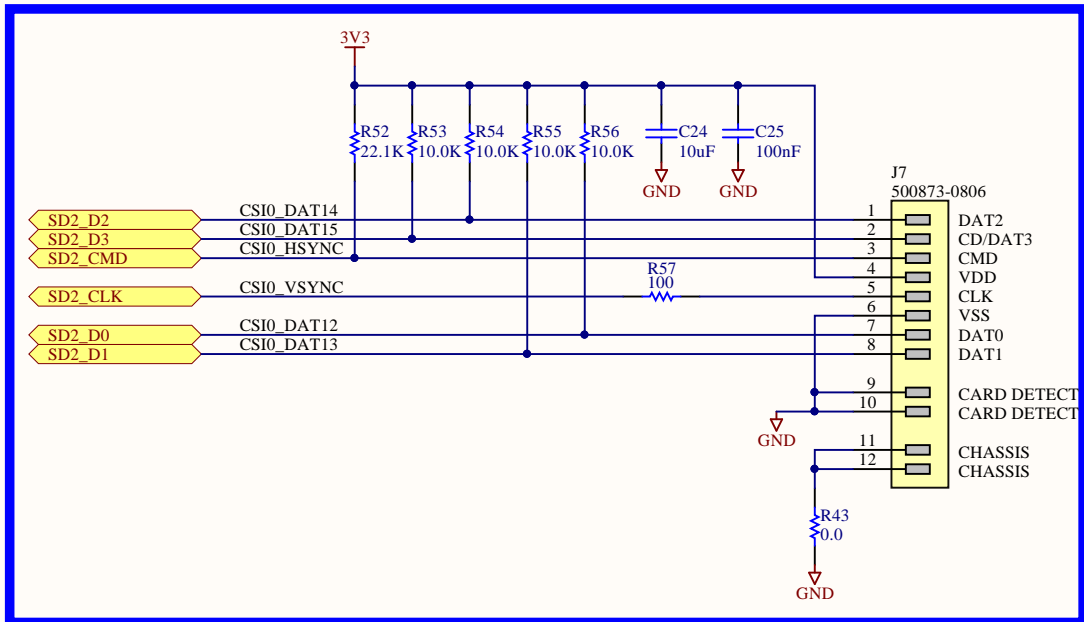 3V3
R52
22.1K
R53
10.0K
R54
10.0K
R55
10.0K
R56
10.0K
C24
10uF
C25
100nF
GND
GND
J7
500873-0806
SD2_D2
CSI0_DAT14
1
DAT2
SD2_D3
CSI0_DAT15
2
CD/DAT3
SD2_CMD
CSI0_HSYNC
3
CMD
4
VDD
SD2_CLK
CSI0_VSYNC
R57
100
5
CLK
6
VSS
SD2_D0
CSI0_DAT12
7
DAT0
SD2_D1
CSI0_DAT13
8
DAT1
9
CARD DETECT
10
CARD DETECT
GND
11
CHASSIS
12
CHASSIS
R43
0.0
GND